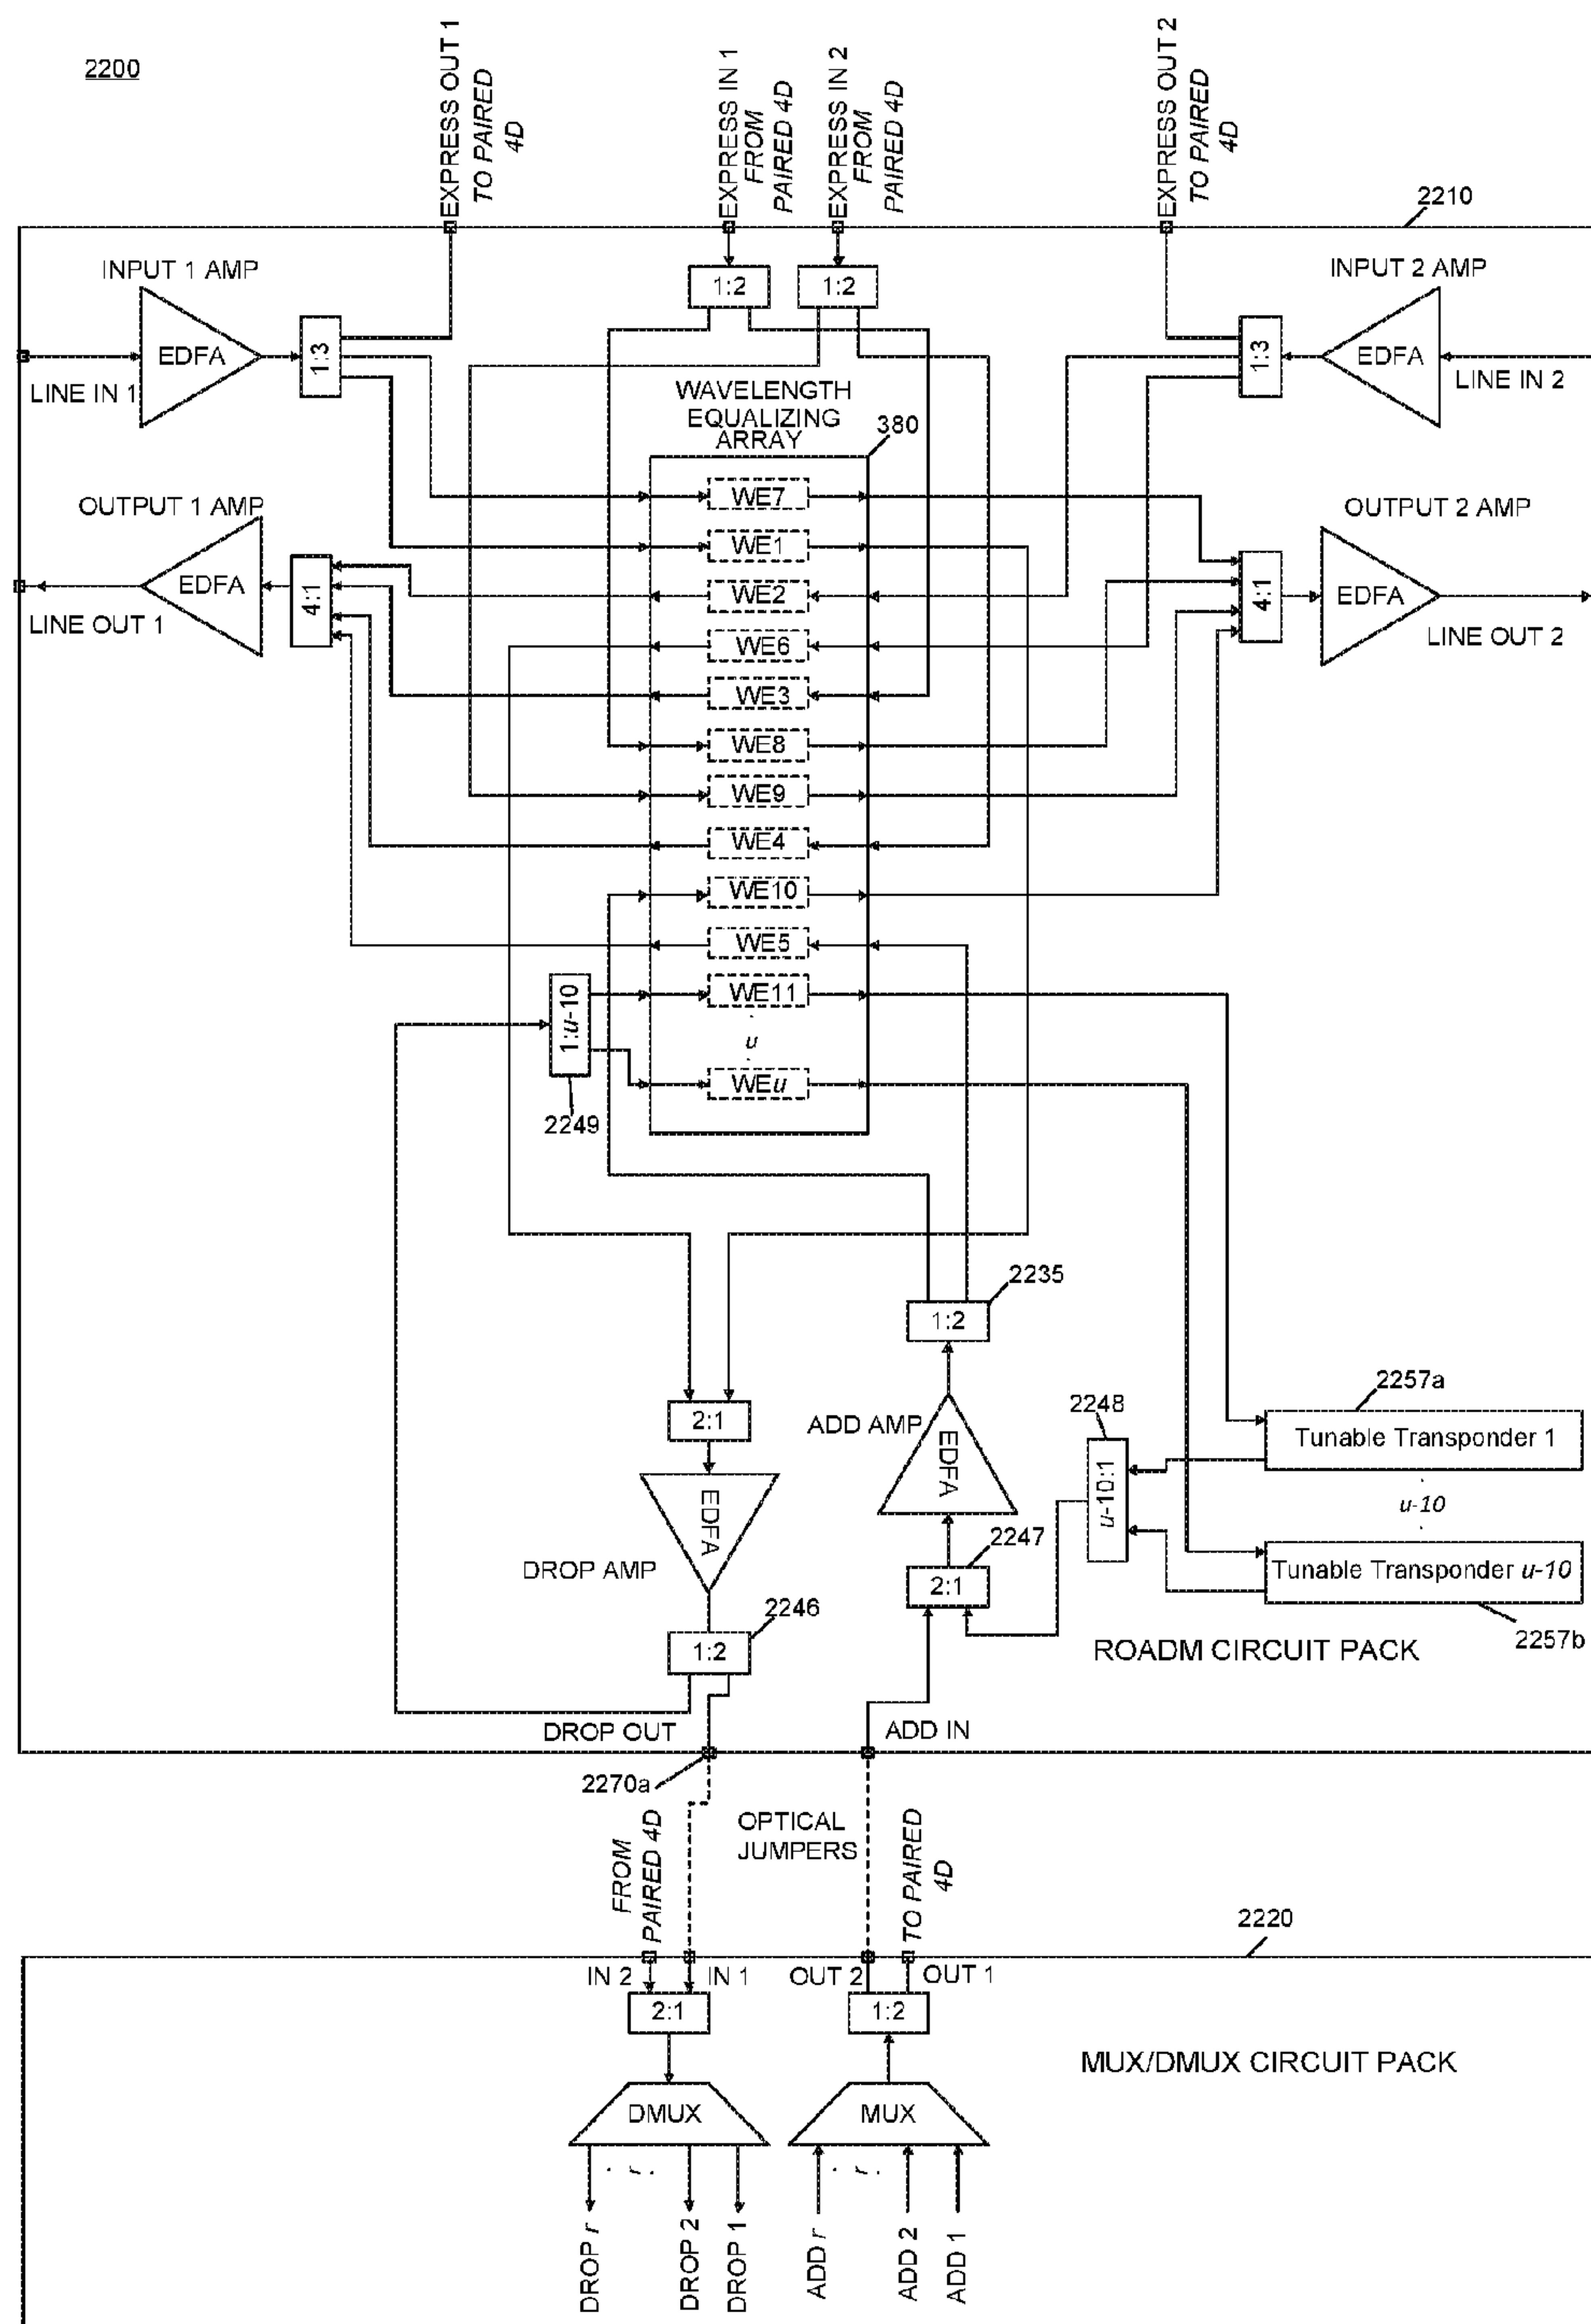 2200
EXPRESS OUT 1
TO PAIRED
4D
EXPRESS IN 1
FROM
PAIRED 4D
EXPRESS IN 2
FROM
PAIRED 4D
EXPRESS OUT 2
TO PAIRED
4D
2210
INPUT 1 AMP
EDFA
LINE IN 1
1:3
1:2
1:2
INPUT 2 AMP
1:3
EDFA
LINE IN 2
WAVELENGTH
EQUALIZING
ARRAY
380
OUTPUT 1 AMP
EDFA
LINE OUT 1
4:1
OUTPUT 2 AMP
4:1
EDFA
LINE OUT 2
WE7
WE1
WE2
WE6
WE3
WE8
WE9
WE4
WE10
WE5
WE11
u
WEu
1:u-10
2249
2235
1:2
2:1
ADD AMP
EDFA
2248
u-10:1
2257a
Tunable Transponder 1
u-10
Tunable Transponder u-10
2257b
EDFA
DROP AMP
2247
2:1
2246
1:2
ROADM CIRCUIT PACK
DROP OUT
ADD IN
2270a
OPTICAL
JUMPERS
FROM
PAIRED 4D
TO PAIRED
4D
2220
IN 2
IN 1
OUT 2
OUT 1
2:1
1:2
MUX/DMUX CIRCUIT PACK
DMUX
MUX
r
r
DROP r
DROP 2
DROP 1
ADD r
ADD 2
ADD 1